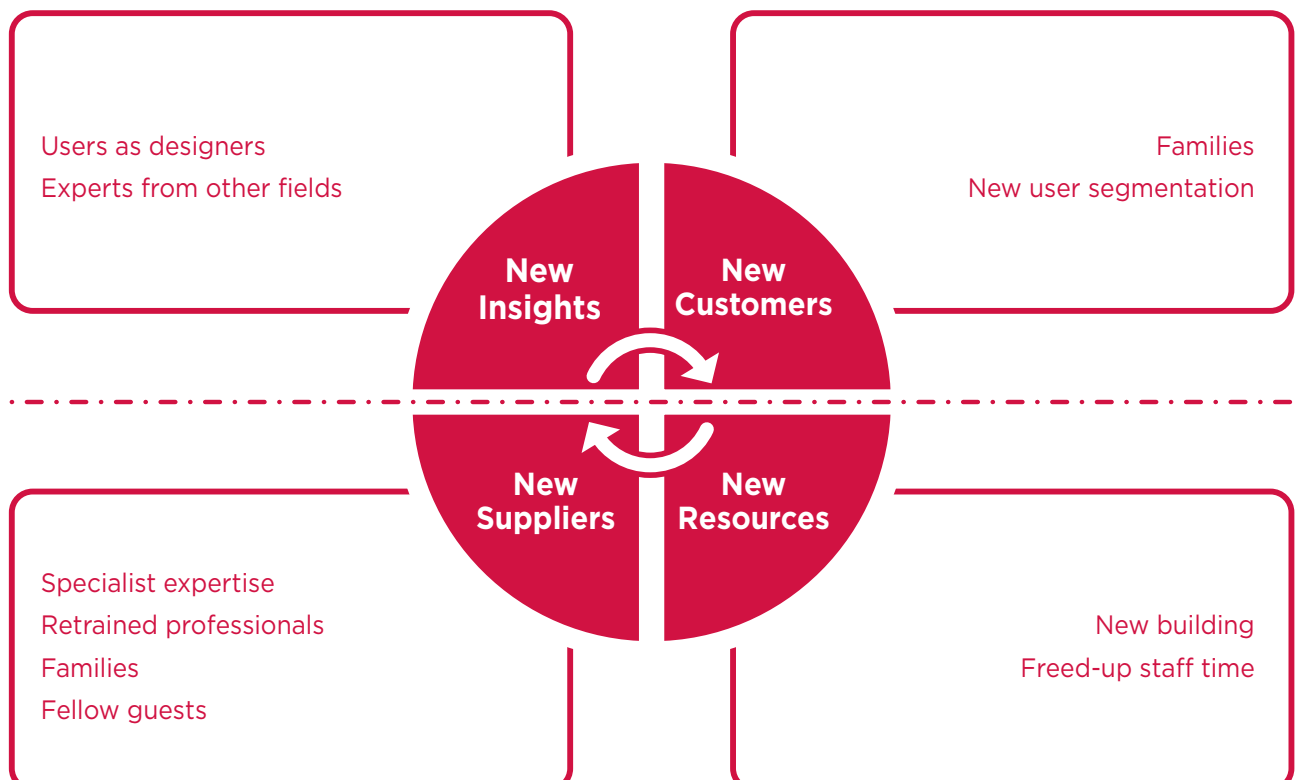 Users as designers
Experts from other fields
Families
New user segmentation
New
Insights
New
Customers
New
Suppliers
New
Resources
Specialist expertise
Retrained professionals
Families
Fellow guests
New building
Freed-up staff time